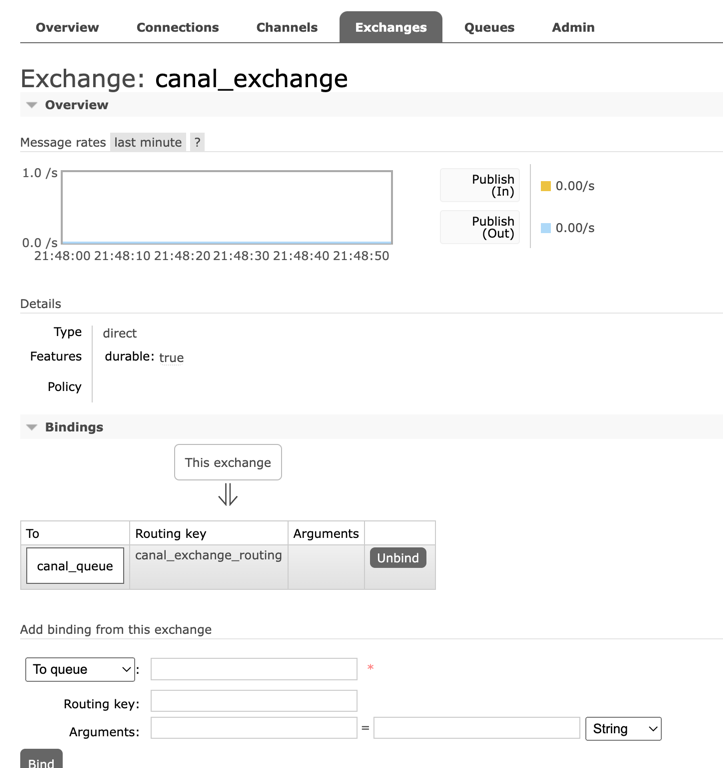 Overview Connections Channels Exchanges Queues Admin
Exchange: canal_exchange
Overview
Message rates last minute ?
1.0 /s
0.0 /s
21:48:00 21:48:10 21:48:20 21:48:30 21:48:40 21:48:50
Publish (In) 0.00/s
Publish (Out) 0.00/s
Details
Type direct
Features durable: true
Policy
Bindings
This exchange
⇓
To Routing key Arguments
canal_queue canal_exchange_routing Unbind
Add binding from this exchange
To queue : *
Routing key:
Arguments: = String
Bind